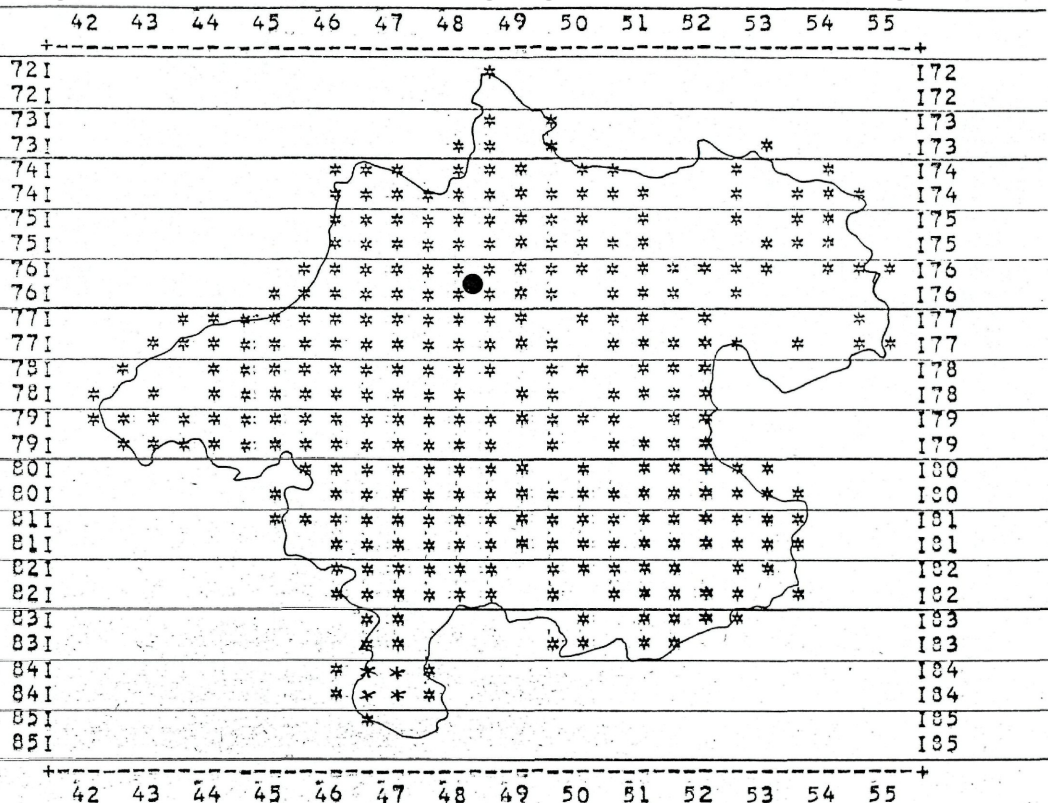 42 43 44 45 46 47 48 49 50 51 52 53 54 55
72I I72
72I I72
73I I73
73I I73
74I I74
74I I74
75I I75
75I I75
76I I76
76I I76
77I I77
77I I77
78I I78
78I I78
79I I79
79I I79
80I I80
80I I80
81I I81
81I I81
82I I82
82I I82
83I I83
83I I83
84I I84
84I I84
85I I85
85I I85
42 43 44 45 46 47 48 49 50 51 52 53 54 55